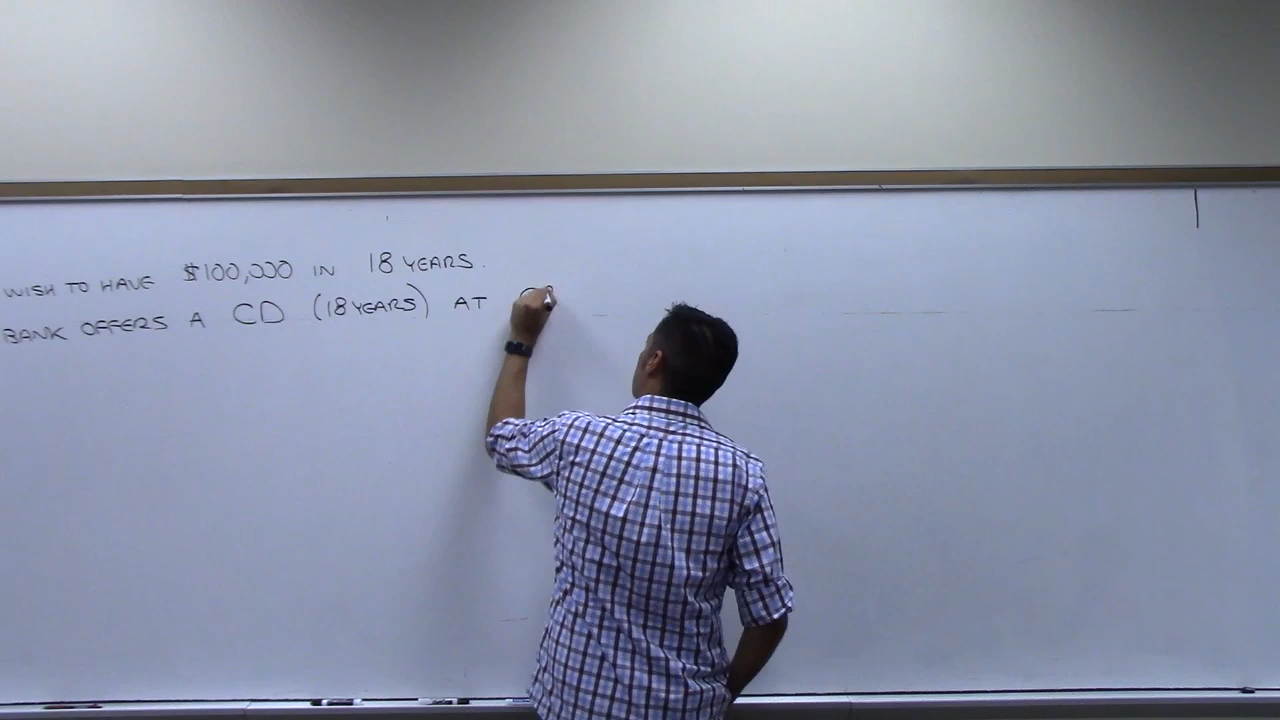 WISH TO HAVE $100,000 IN 18 YEARS.
BANK OFFERS A CD (18 YEARS) AT